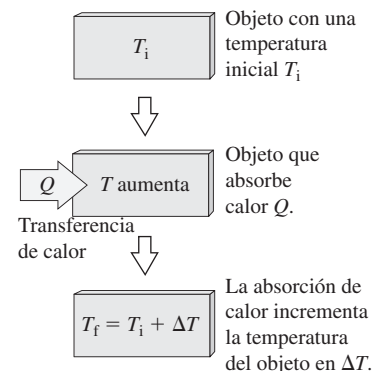 T_i
Objeto con una
temperatura
inicial T_i
Q
T aumenta
Objeto que
absorbe
calor Q.
Transferencia
de calor
T_f = T_i + ΔT
La absorción de
calor incrementa
la temperatura
del objeto en ΔT.